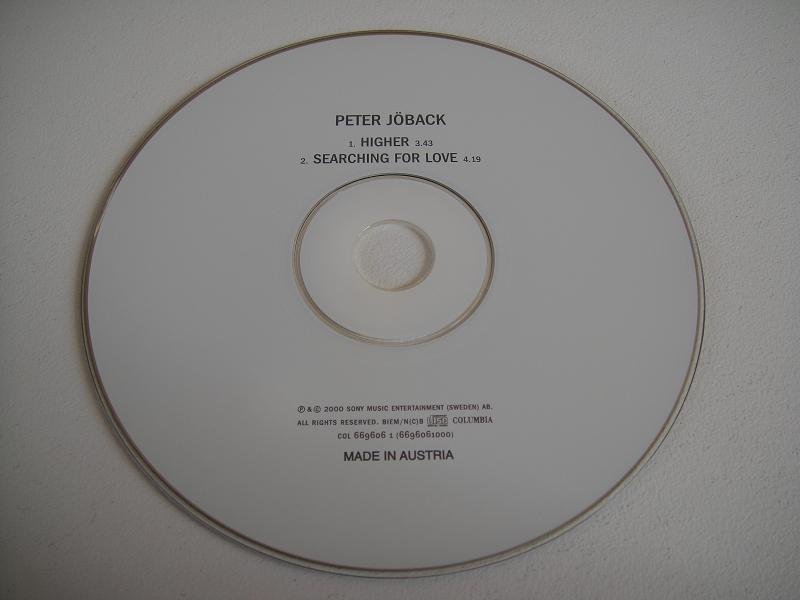 PETER JÖBACK
1. HIGHER 3.43
2. SEARCHING FOR LOVE 4.19
℗ & © 2000 SONY MUSIC ENTERTAINMENT (SWEDEN) AB.
ALL RIGHTS RESERVED. BIEM/N(C)B disc COLUMBIA
COL 669606 1 (6696061000)
MADE IN AUSTRIA